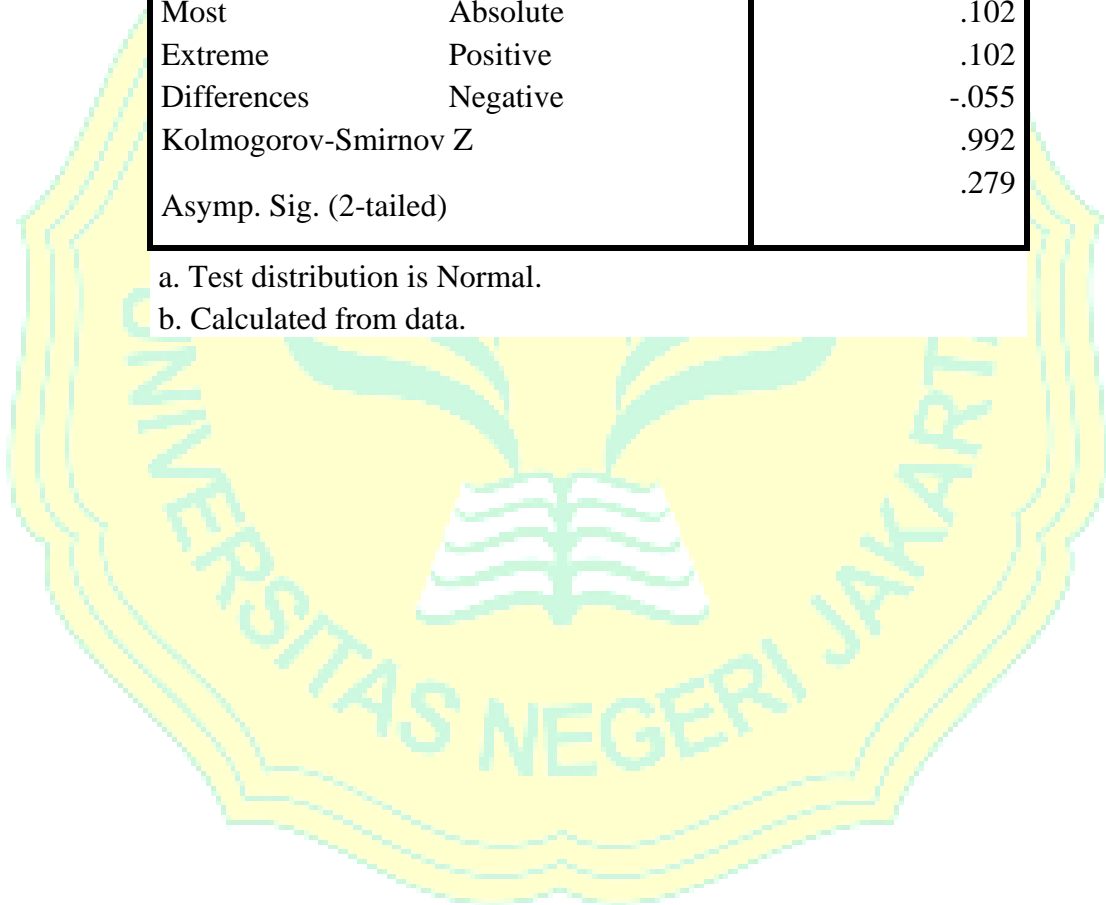 Most Absolute .102
Extreme Positive .102
Differences Negative -.055
Kolmogorov-Smirnov Z .992
Asymp. Sig. (2-tailed) .279
a. Test distribution is Normal.
b. Calculated from data.
UNIVERSITAS NEGERI JAKARTA